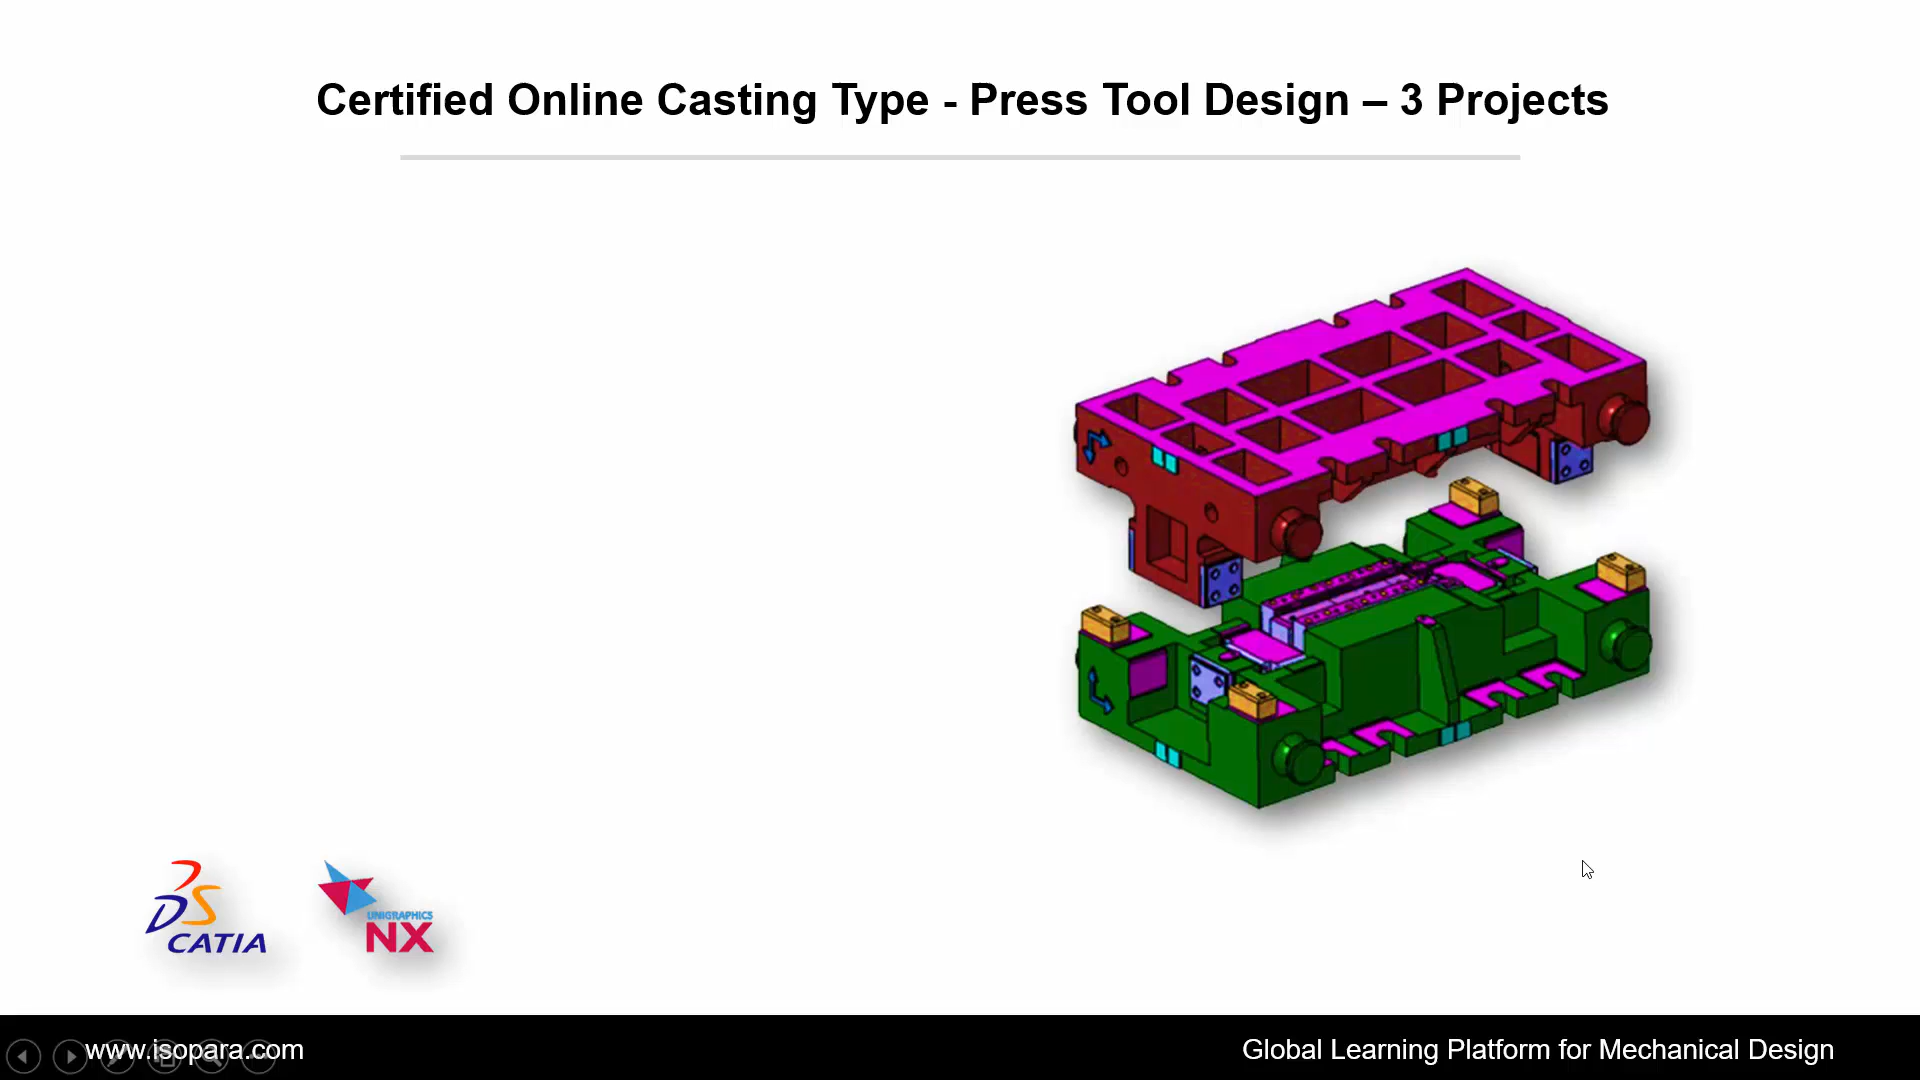 Certified Online Casting Type - Press Tool Design – 3 Projects
CATIA
UNIGRAPHICS
NX
www.isopara.com
Global Learning Platform for Mechanical Design